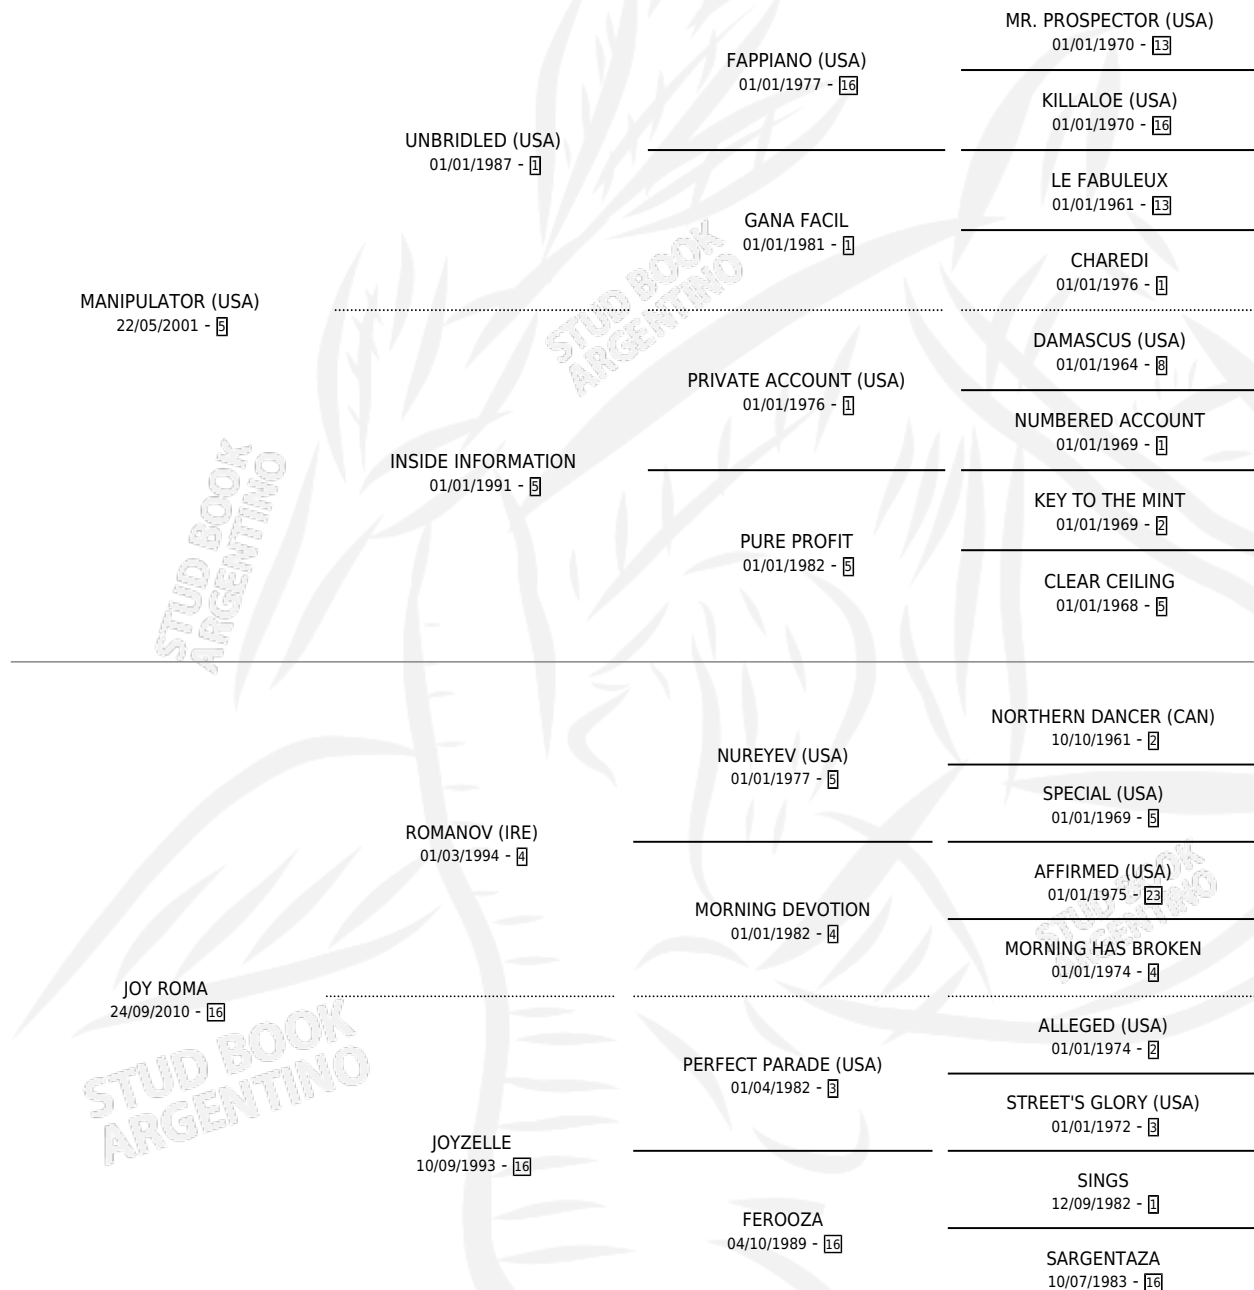 MR. PROSPECTOR (USA)
01/01/1970 - 13
FAPPIANO (USA)
01/01/1977 - 16
KILLALOE (USA)
01/01/1970 - 16
UNBRIDLED (USA)
01/01/1987 - 1
LE FABULEUX
01/01/1961 - 13
GANA FACIL
01/01/1981 - 1
CHAREDI
01/01/1976 - 1
MANIPULATOR (USA)
22/05/2001 - 5
DAMASCUS (USA)
01/01/1964 - 8
PRIVATE ACCOUNT (USA)
01/01/1976 - 1
NUMBERED ACCOUNT
01/01/1969 - 1
INSIDE INFORMATION
01/01/1991 - 5
KEY TO THE MINT
01/01/1969 - 2
PURE PROFIT
01/01/1982 - 5
CLEAR CEILING
01/01/1968 - 5
NORTHERN DANCER (CAN)
10/10/1961 - 2
NUREYEV (USA)
01/01/1977 - 5
SPECIAL (USA)
01/01/1969 - 5
ROMANOV (IRE)
01/03/1994 - 4
AFFIRMED (USA)
01/01/1975 - 23
MORNING DEVOTION
01/01/1982 - 4
MORNING HAS BROKEN
01/01/1974 - 4
JOY ROMA
24/09/2010 - 16
ALLEGED (USA)
01/01/1974 - 2
PERFECT PARADE (USA)
01/04/1982 - 3
STREET'S GLORY (USA)
01/01/1972 - 3
JOYZELLE
10/09/1993 - 16
SINGS
12/09/1982 - 1
FEROOZA
04/10/1989 - 16
SARGENTAZA
10/07/1983 - 16
STUD BOOK
ARGENTINO
STUD BOOK
ARGENTINO
STUD BOOK
ARGENTINO
STUD BOOK
ARGENTINO